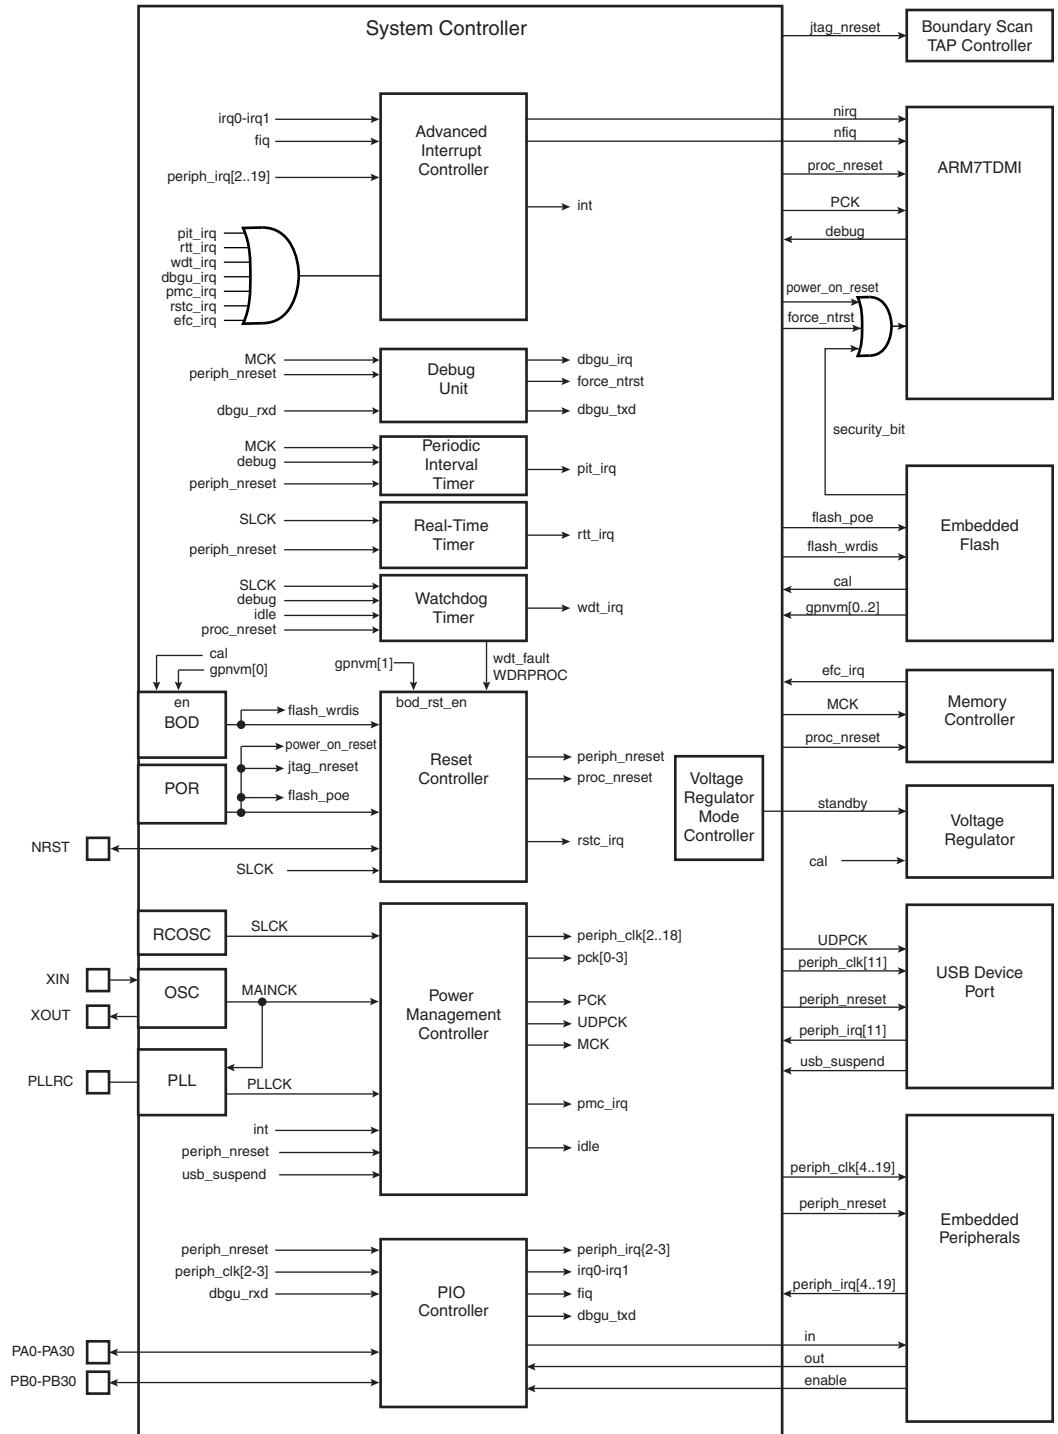 System Controller
jtag_nreset
Boundary Scan
TAP Controller
irq0-irq1
fiq
periph_irq[2..19]
Advanced
Interrupt
Controller
int
nirq
nfiq
proc_nreset
PCK
debug
ARM7TDMI
pit_irq
rtt_irq
wdt_irq
dbgu_irq
pmc_irq
rstc_irq
efc_irq
power_on_reset
force_ntrst
security_bit
MCK
periph_nreset
dbgu_rxd
Debug
Unit
dbgu_irq
force_ntrst
dbgu_txd
MCK
debug
periph_nreset
Periodic
Interval
Timer
pit_irq
SLCK
periph_nreset
Real-Time
Timer
rtt_irq
flash_poe
flash_wrdis
cal
gpnvm[0..2]
Embedded
Flash
SLCK
debug
idle
proc_nreset
Watchdog
Timer
wdt_irq
wdt_fault
WDRPROC
cal
gpnvm[0]
gpnvm[1]
en
BOD
bod_rst_en
flash_wrdis
power_on_reset
jtag_nreset
flash_poe
POR
Reset
Controller
periph_nreset
proc_nreset
rstc_irq
NRST
SLCK
efc_irq
MCK
proc_nreset
Memory
Controller
Voltage
Regulator
Mode
Controller
standby
cal
Voltage
Regulator
RCOSC
SLCK
XIN
OSC
MAINCK
XOUT
PLLRC
PLL
PLLCK
int
periph_nreset
usb_suspend
Power
Management
Controller
periph_clk[2..18]
pck[0-3]
PCK
UDPCK
MCK
pmc_irq
idle
UDPCK
periph_clk[11]
periph_nreset
periph_irq[11]
usb_suspend
USB Device
Port
periph_clk[4..19]
periph_nreset
periph_irq[4..19]
Embedded
Peripherals
periph_nreset
periph_clk[2-3]
dbgu_rxd
PIO
Controller
periph_irq{2-3]
irq0-irq1
fiq
dbgu_txd
in
out
enable
PA0-PA30
PB0-PB30